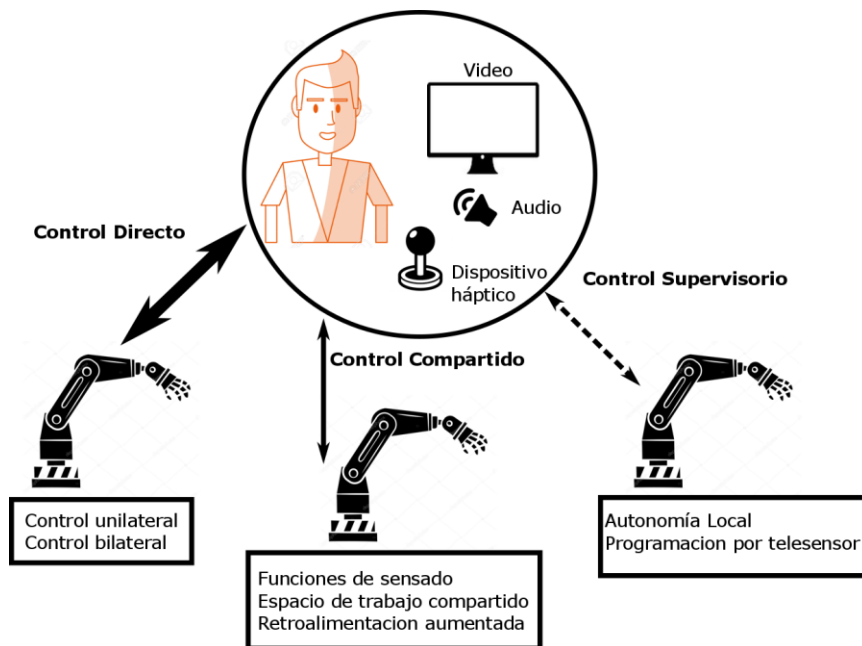 Video
Audio
Dispositivo
háptico
Control Directo
Control Compartido
Control Supervisorio
Control unilateral
Control bilateral
Funciones de sensado
Espacio de trabajo compartido
Retroalimentacion aumentada
Autonomía Local
Programacion por telesensor